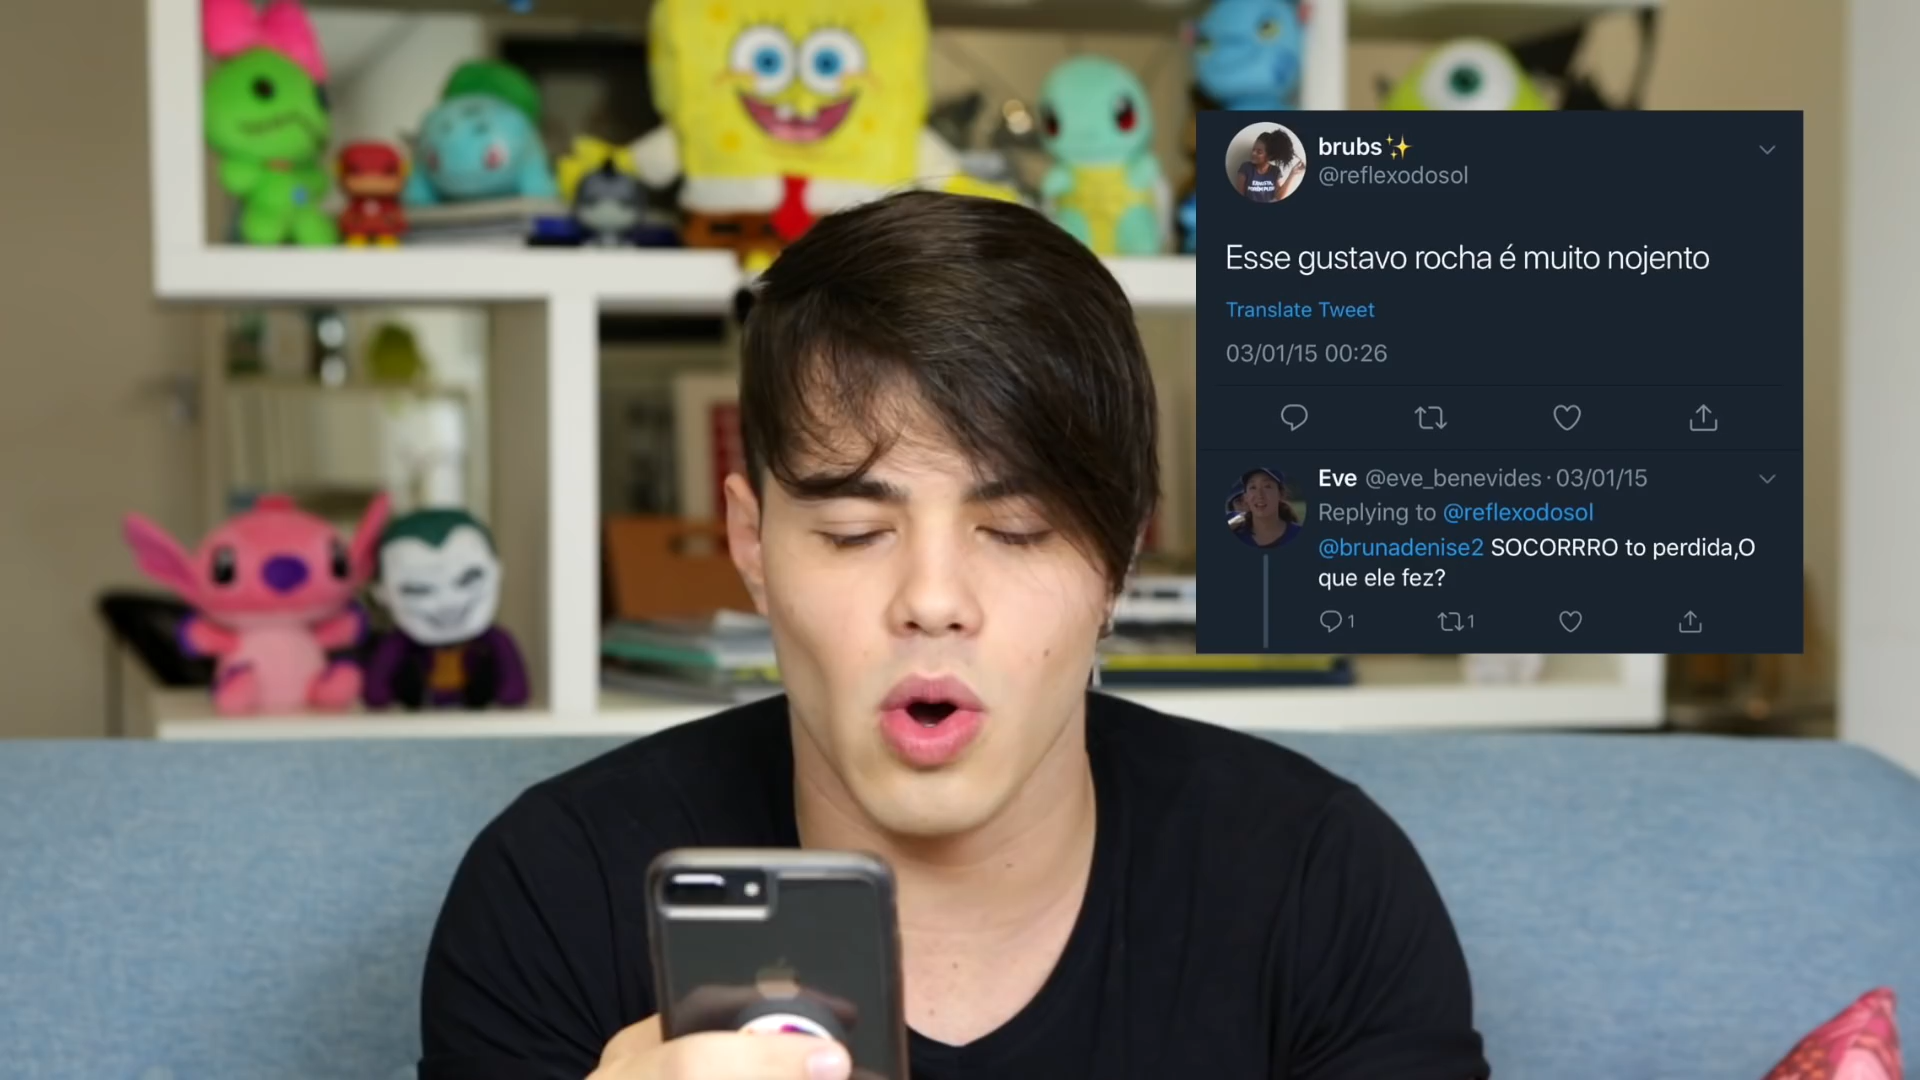 brubs✨
@reflexodosol
Esse gustavo rocha é muito nojento
Translate Tweet
03/01/15 00:26
Eve @eve_benevides · 03/01/15
Replying to @reflexodosol
@brunadenise2 SOCORRRO to perdida,O
que ele fez?
1 1